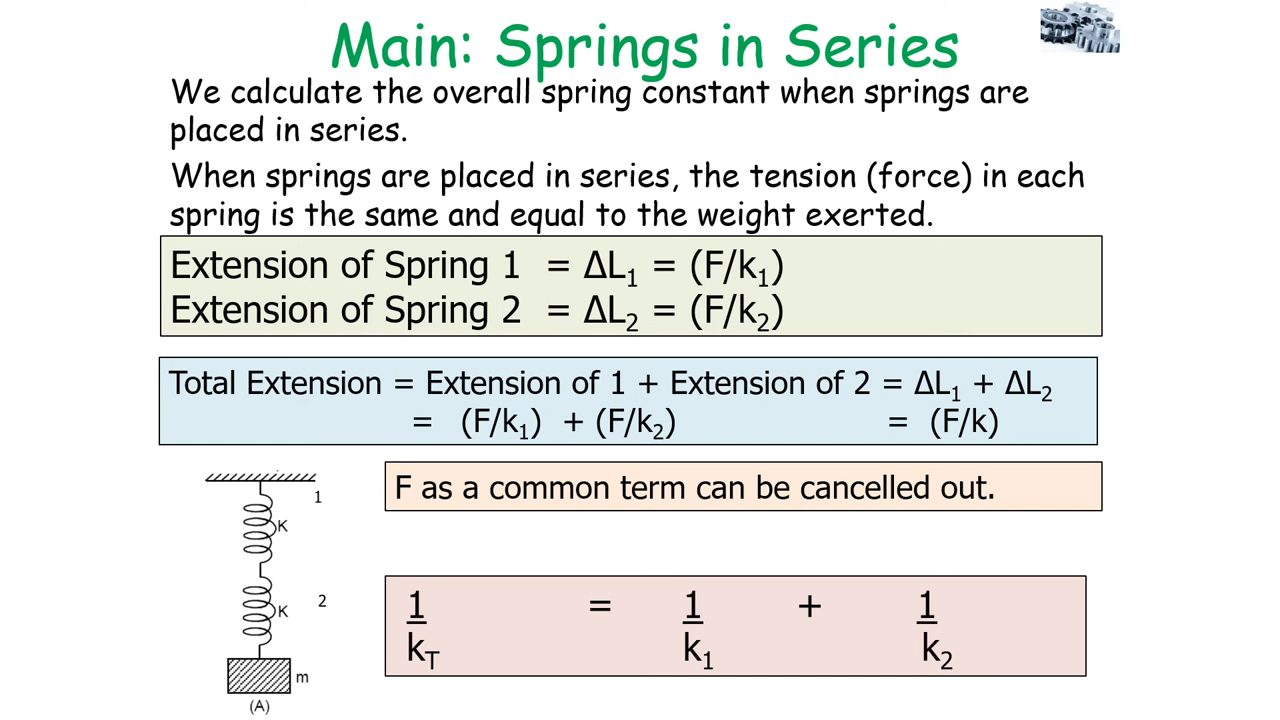 Main: Springs in Series
We calculate the overall spring constant when springs are
placed in series.
When springs are placed in series, the tension (force) in each
spring is the same and equal to the weight exerted.
Extension of Spring 1 = ΔL₁ = (F/k₁)
Extension of Spring 2 = ΔL₂ = (F/k₂)
Total Extension = Extension of 1 + Extension of 2 = ΔL₁ + ΔL₂
= (F/k₁) + (F/k₂) = (F/k)
F as a common term can be cancelled out.
1
K
2
K
m
(A)
1 = 1 + 1
k_T k₁ k₂